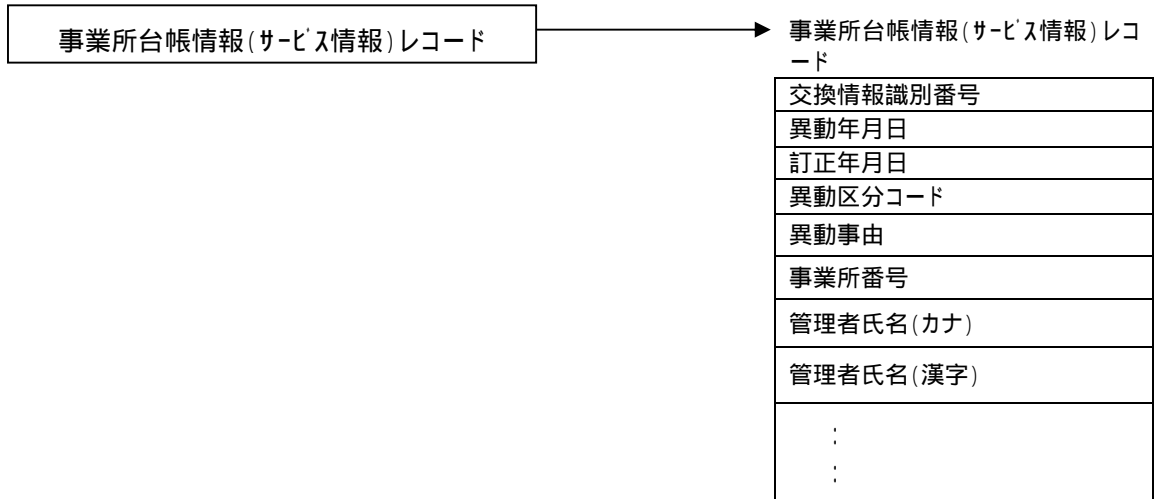 事業所台帳情報(ｻｰﾋﾞｽ情報)レコード
事業所台帳情報(ｻｰﾋﾞｽ情報)レコ
ード
交換情報識別番号
異動年月日
訂正年月日
異動区分コード
異動事由
事業所番号
管理者氏名(カナ)
管理者氏名(漢字)
:
: